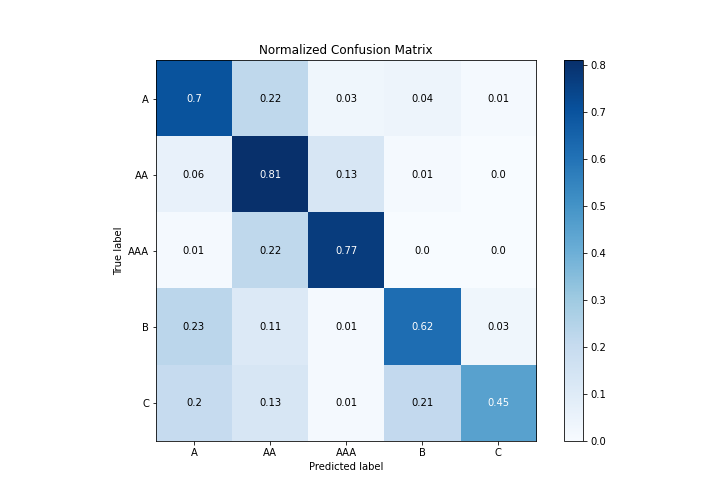 Normalized Confusion Matrix
A 0.7 0.22 0.03 0.04 0.01
AA 0.06 0.81 0.13 0.01 0.0
AAA 0.01 0.22 0.77 0.0 0.0
B 0.23 0.11 0.01 0.62 0.03
C 0.2 0.13 0.01 0.21 0.45
A AA AAA B C
True label
Predicted label
0.8
0.7
0.6
0.5
0.4
0.3
0.2
0.1
0.0